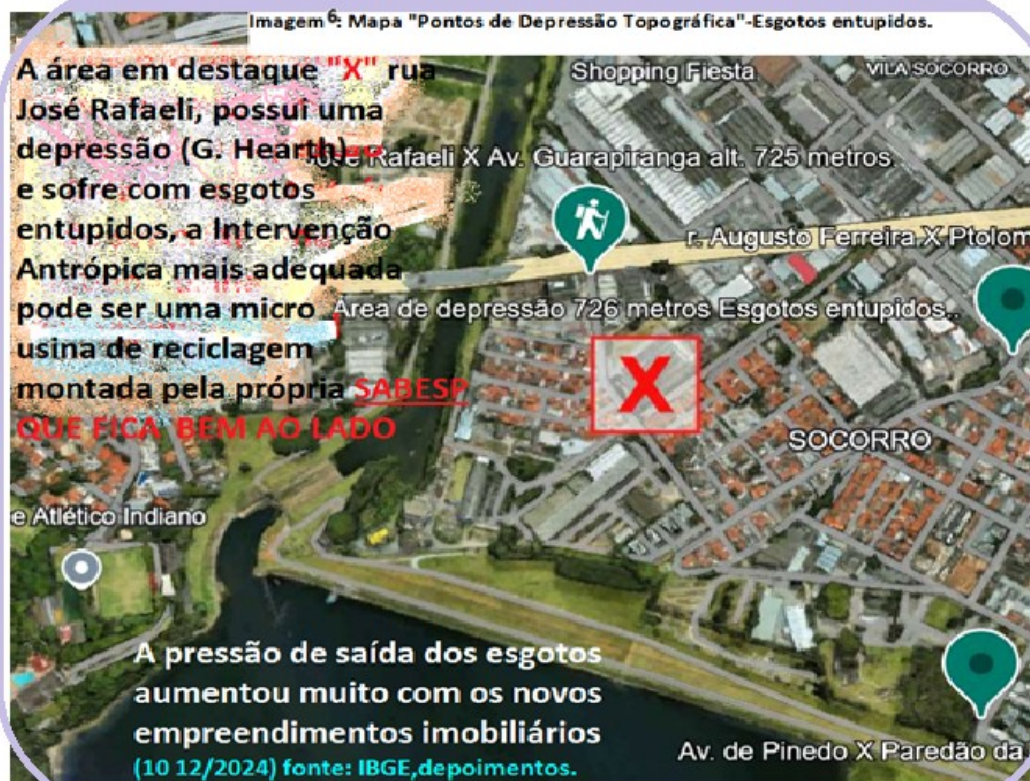 Imagem⁶: Mapa "Pontos de Depressão Topográfica"-Esgotos entupidos.
A área em destaque "X" rua
José Rafaeli, possui uma
depressão (G. Hearth)
e sofre com esgotos
entupidos, a Intervenção
Antrópica mais adequada
pode ser uma micro
usina de reciclagem
montada pela própria SABESP
QUE FICA BEM AO LADO
Shopping Fiesta
VILA SOCORRO
José Rafaeli X Av. Guarapiranga alt. 725 metros
r. Augusto Ferreira X Ptolom
Área de depressão 726 metros Esgotos entupidos..
X
SOCORRO
e Atlético Indiano
A pressão de saída dos esgotos
aumentou muito com os novos
empreendimentos imobiliários
(10 12/2024) fonte: IBGE,depoimentos.
Av. de Pinedo X Paredão da